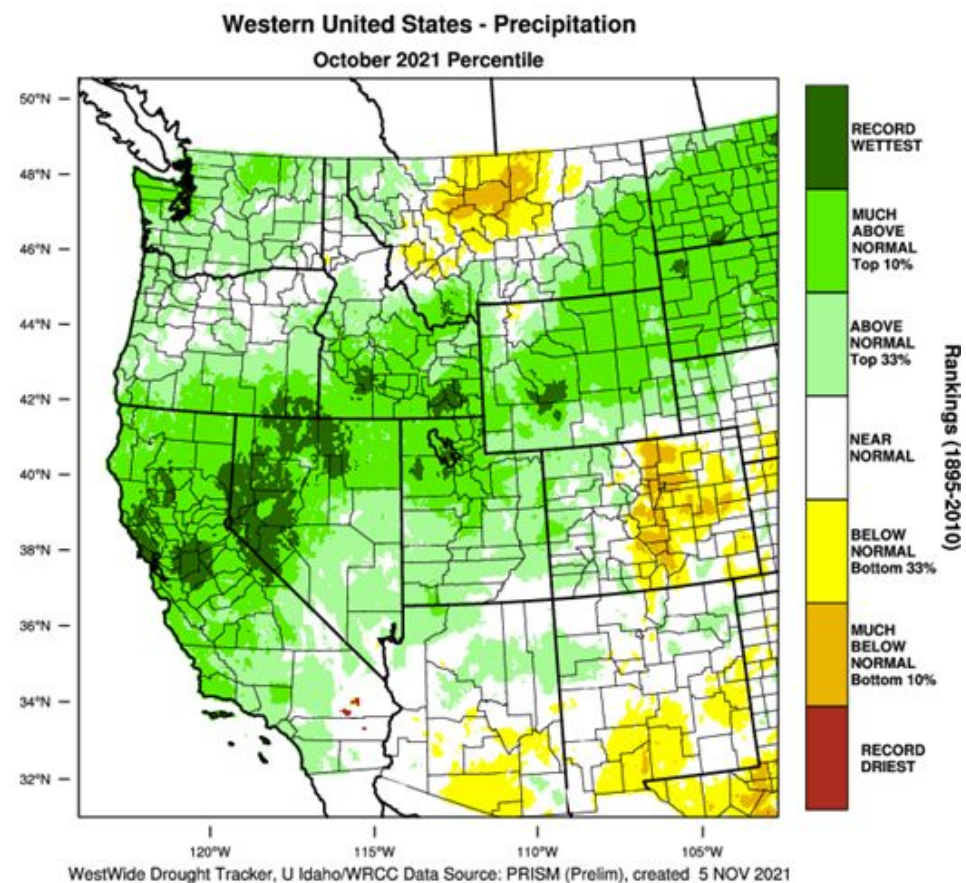 Western United States - Precipitation
October 2021 Percentile
50°N
48°N
46°N
44°N
42°N
40°N
38°N
36°N
34°N
32°N
120°W
115°W
110°W
105°W
RECORD
WETTEST
MUCH
ABOVE
NORMAL
Top 10%
ABOVE
NORMAL
Top 33%
NEAR
NORMAL
BELOW
NORMAL
Bottom 33%
MUCH
BELOW
NORMAL
Bottom 10%
RECORD
DRIEST
Rankings (1895-2010)
WestWide Drought Tracker, U Idaho/WRCC Data Source: PRISM (Prelim), created 5 NOV 2021